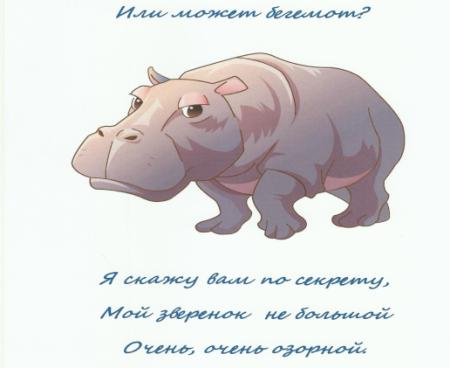 Или может бегемот?
Я скажу вам по секрету,
Мой зверенок не большой
Очень, очень озорной.